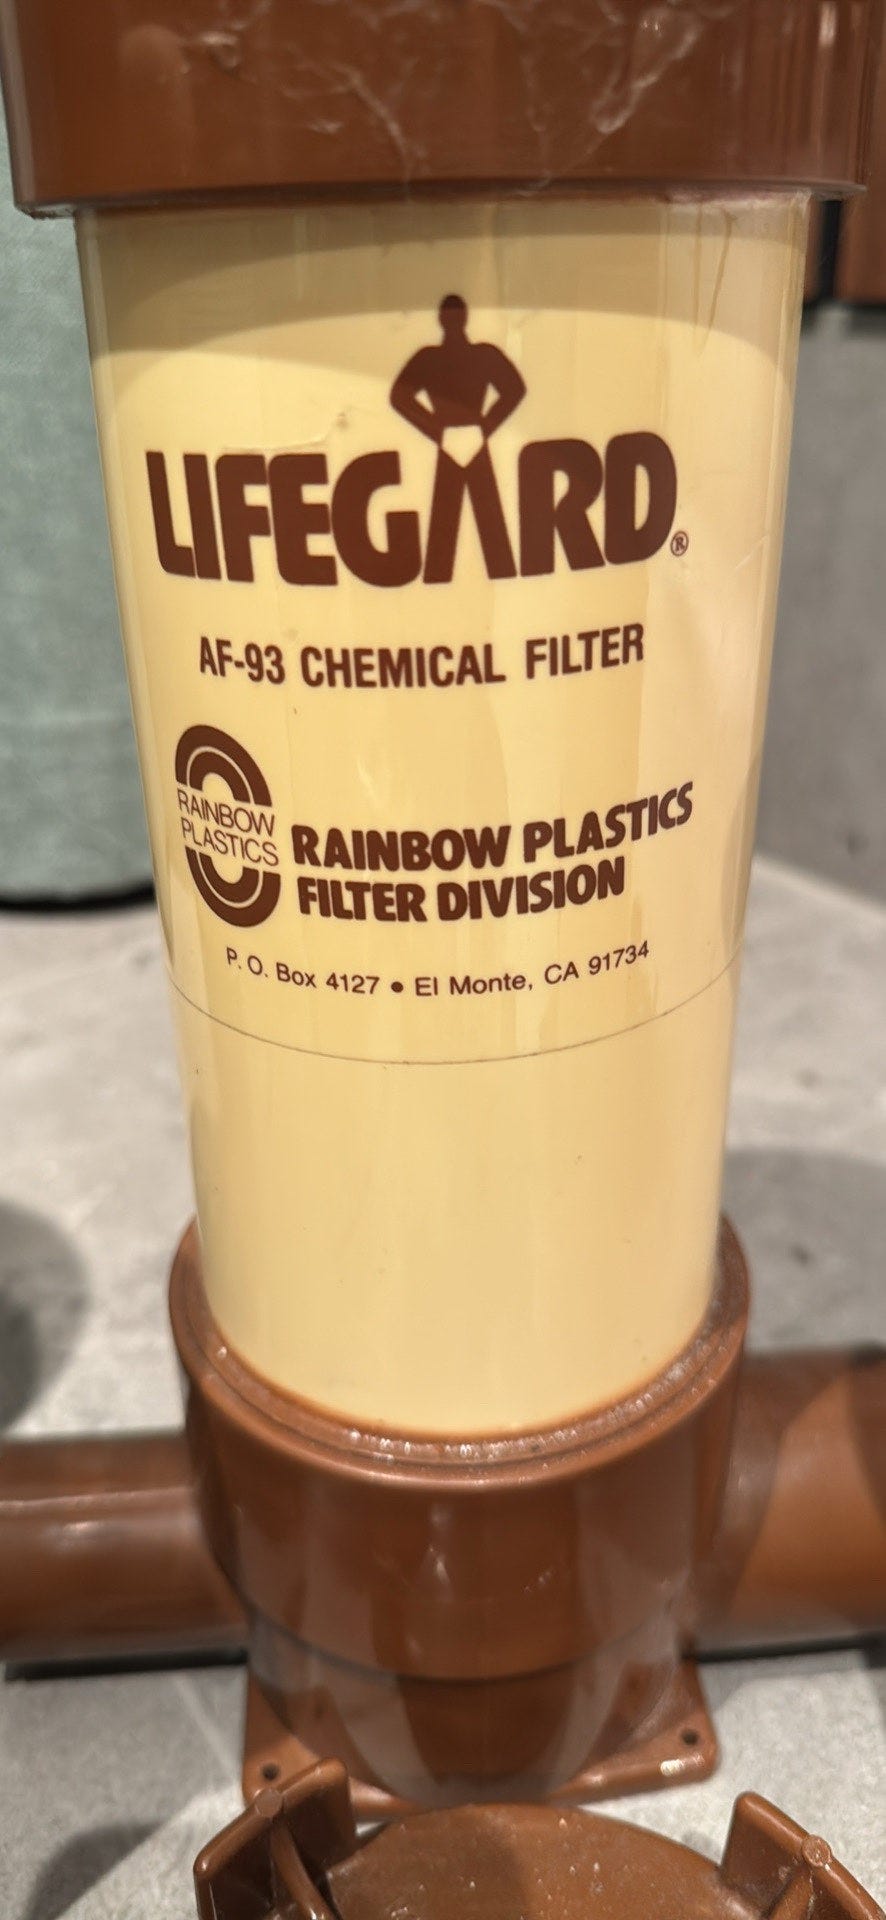 LIFEGARD®
AF-93 CHEMICAL FILTER
RAINBOW
PLASTICS
RAINBOW PLASTICS
FILTER DIVISION
P. O. Box 4127 • El Monte, CA 91734